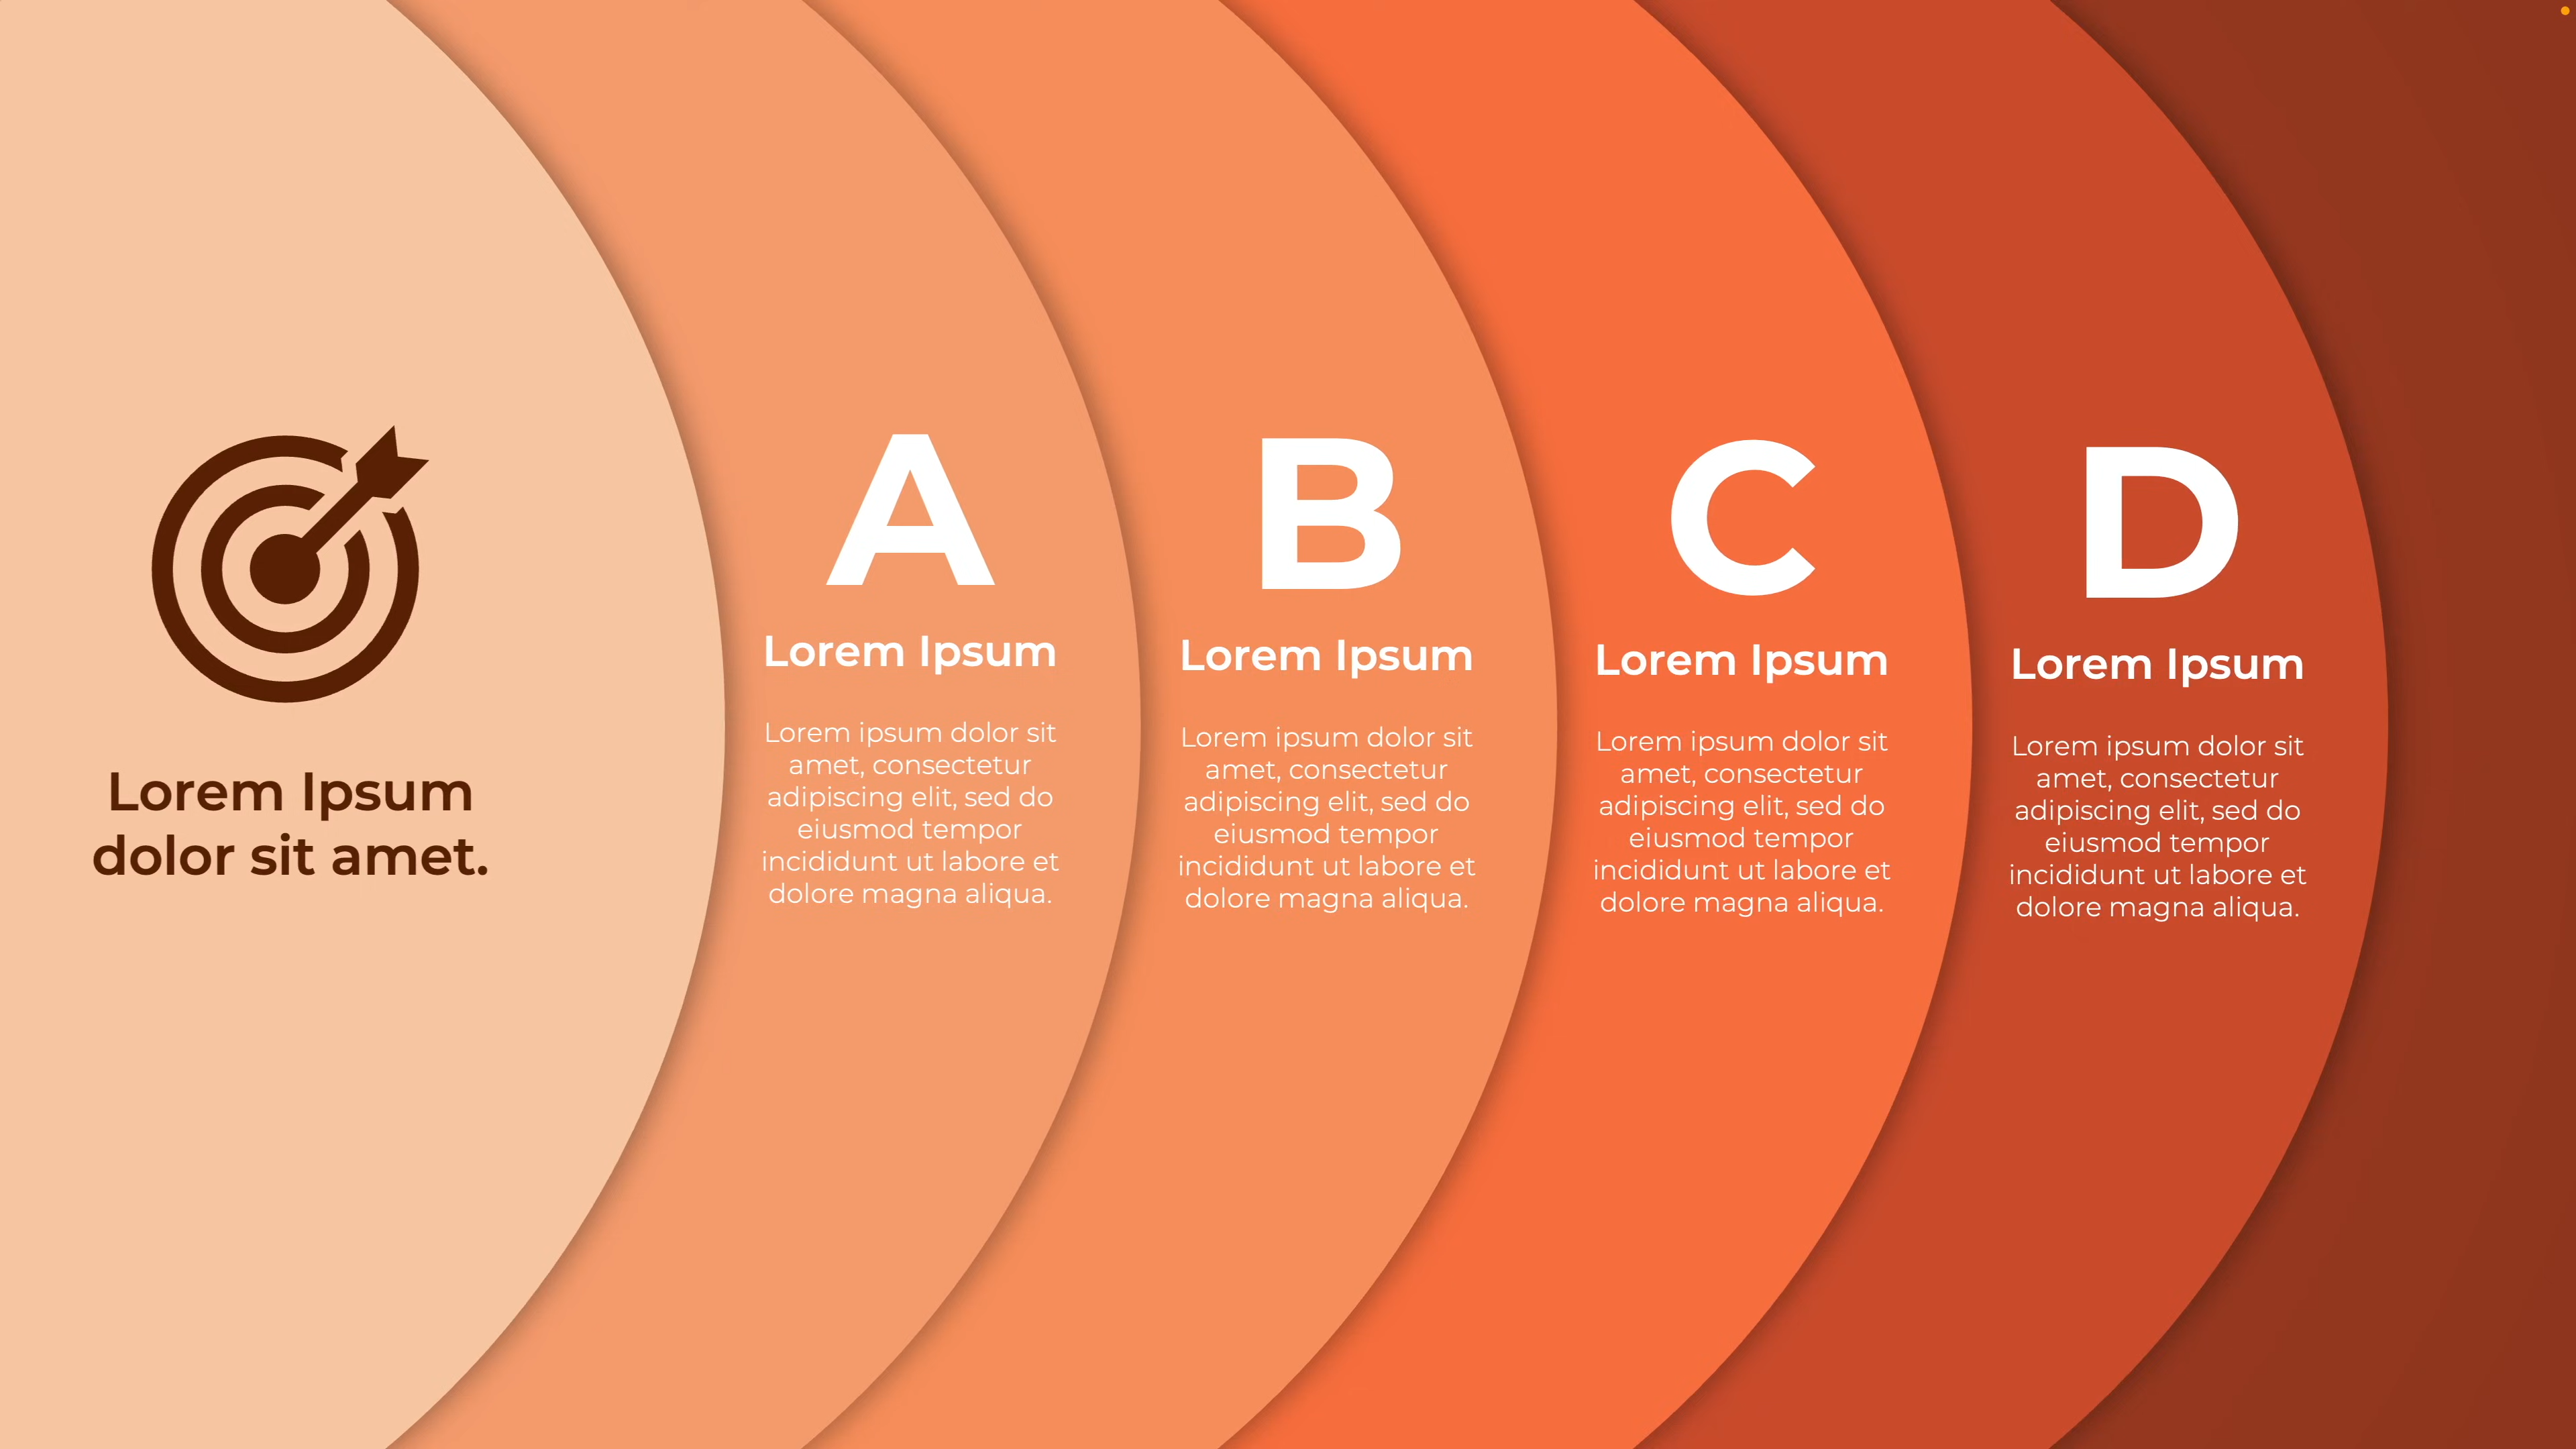 Lorem Ipsum
dolor sit amet.
A
Lorem Ipsum
Lorem ipsum dolor sit
amet, consectetur
adipiscing elit, sed do
eiusmod tempor
incididunt ut labore et
dolore magna aliqua.
B
Lorem Ipsum
Lorem ipsum dolor sit
amet, consectetur
adipiscing elit, sed do
eiusmod tempor
incididunt ut labore et
dolore magna aliqua.
C
Lorem Ipsum
Lorem ipsum dolor sit
amet, consectetur
adipiscing elit, sed do
eiusmod tempor
incididunt ut labore et
dolore magna aliqua.
D
Lorem Ipsum
Lorem ipsum dolor sit
amet, consectetur
adipiscing elit, sed do
eiusmod tempor
incididunt ut labore et
dolore magna aliqua.